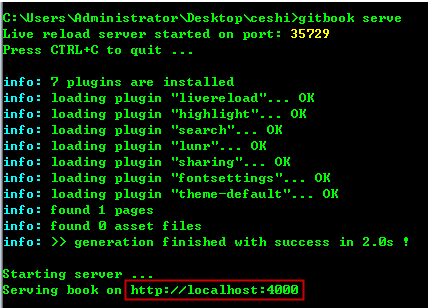 C:\Users\Administrator\Desktop\ceshi>gitbook serve
Live reload server started on port: 35729
Press CTRL+C to quit ...
info: 7 plugins are installed
info: loading plugin "livereload"... OK
info: loading plugin "highlight"... OK
info: loading plugin "search"... OK
info: loading plugin "lunr"... OK
info: loading plugin "sharing"... OK
info: loading plugin "fontsettings"... OK
info: loading plugin "theme-default"... OK
info: found 1 pages
info: found 0 asset files
info: >> generation finished with success in 2.0s !
Starting server ...
Serving book on http://localhost:4000